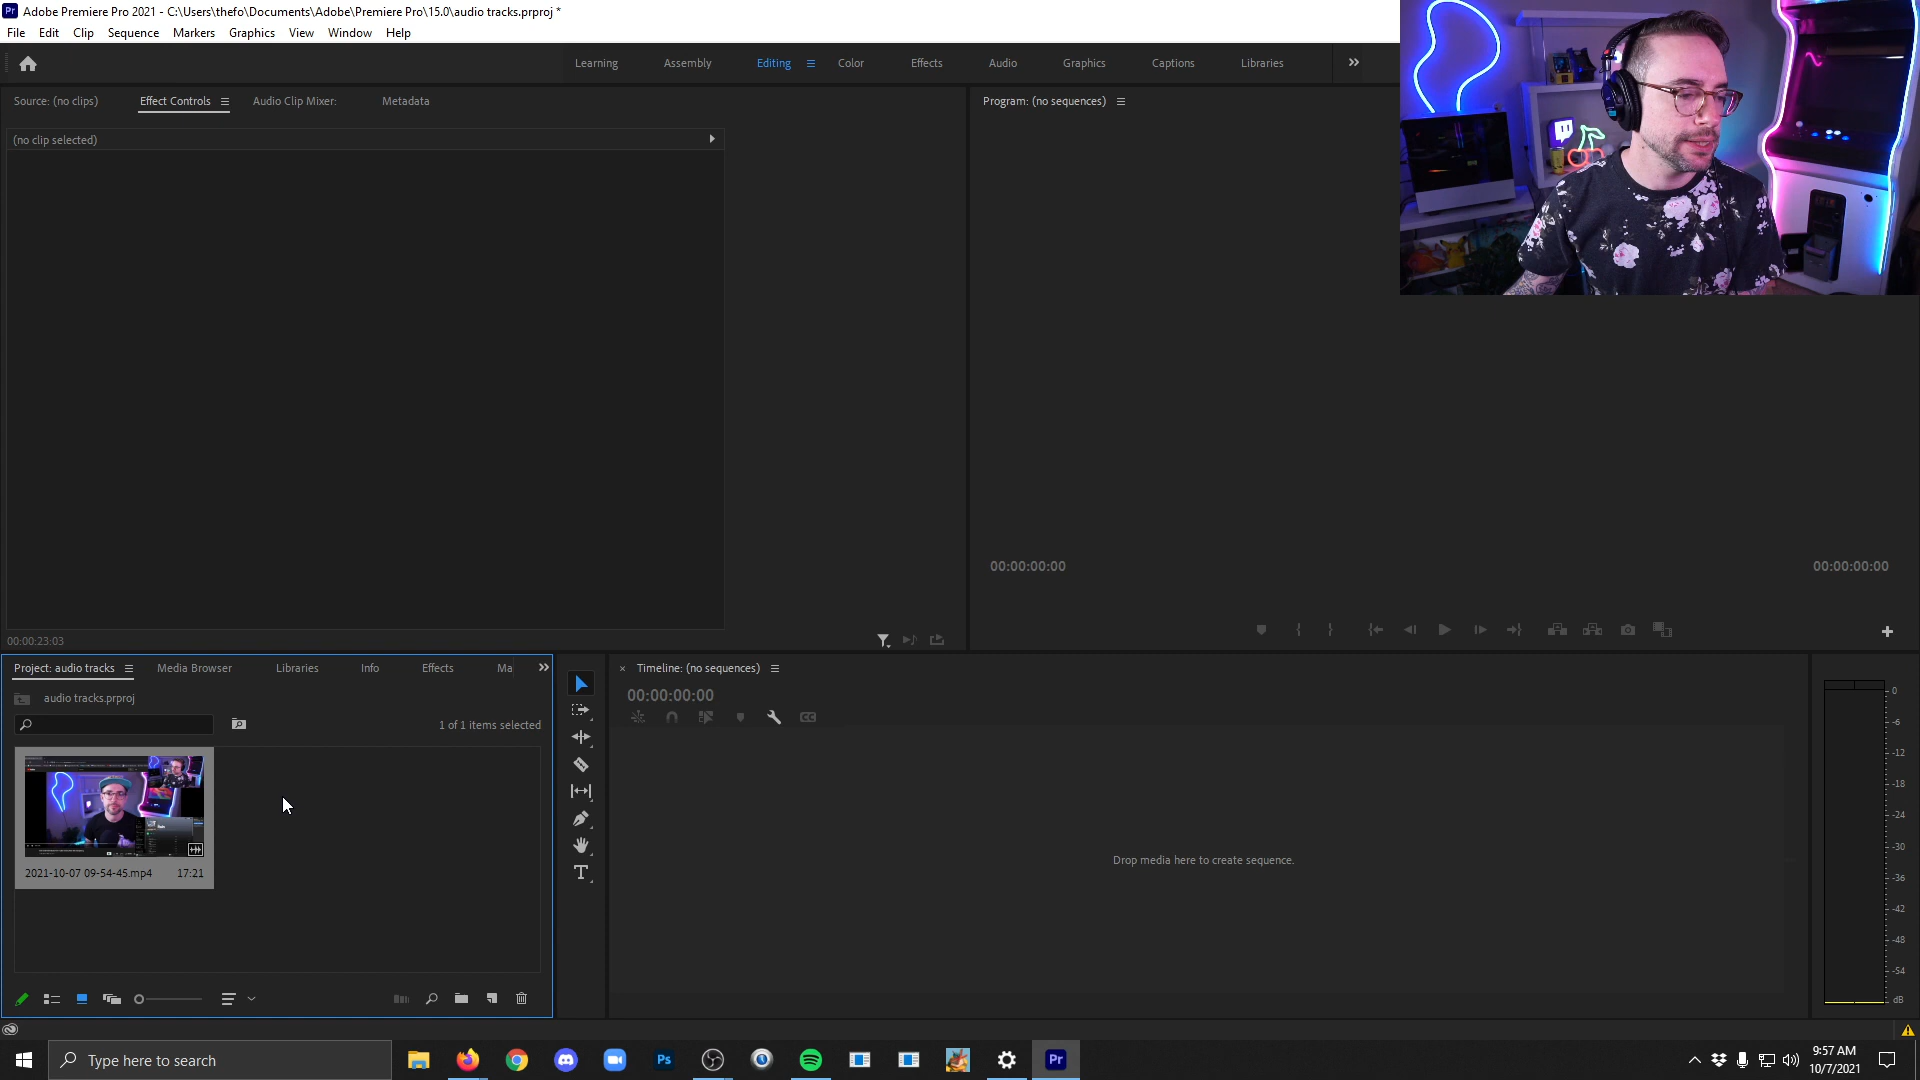 Pr Adobe Premiere Pro 2021 - C:\Users\thefo\Documents\Adobe\Premiere Pro\15.0\audio tracks.prproj *
File Edit Clip Sequence Markers Graphics View Window Help
Learning Assembly Editing Color Effects Audio Graphics Captions Libraries
Source: (no clips) Effect Controls Audio Clip Mixer: Metadata
Program: (no sequences)
(no clip selected)
00:00:00:00 00:00:00:00
00:00:23:03
Project: audio tracks Media Browser Libraries Info Effects Ma
Timeline: (no sequences)
audio tracks.prproj
00:00:00:00
1 of 1 items selected
CC
2021-10-07 09-54-45.mp4 17:21
Drop media here to create sequence.
T
0
-6
-12
-18
-24
-30
-36
-42
-48
-54
dB
Type here to search
Ps
Pr
9:57 AM
10/7/2021